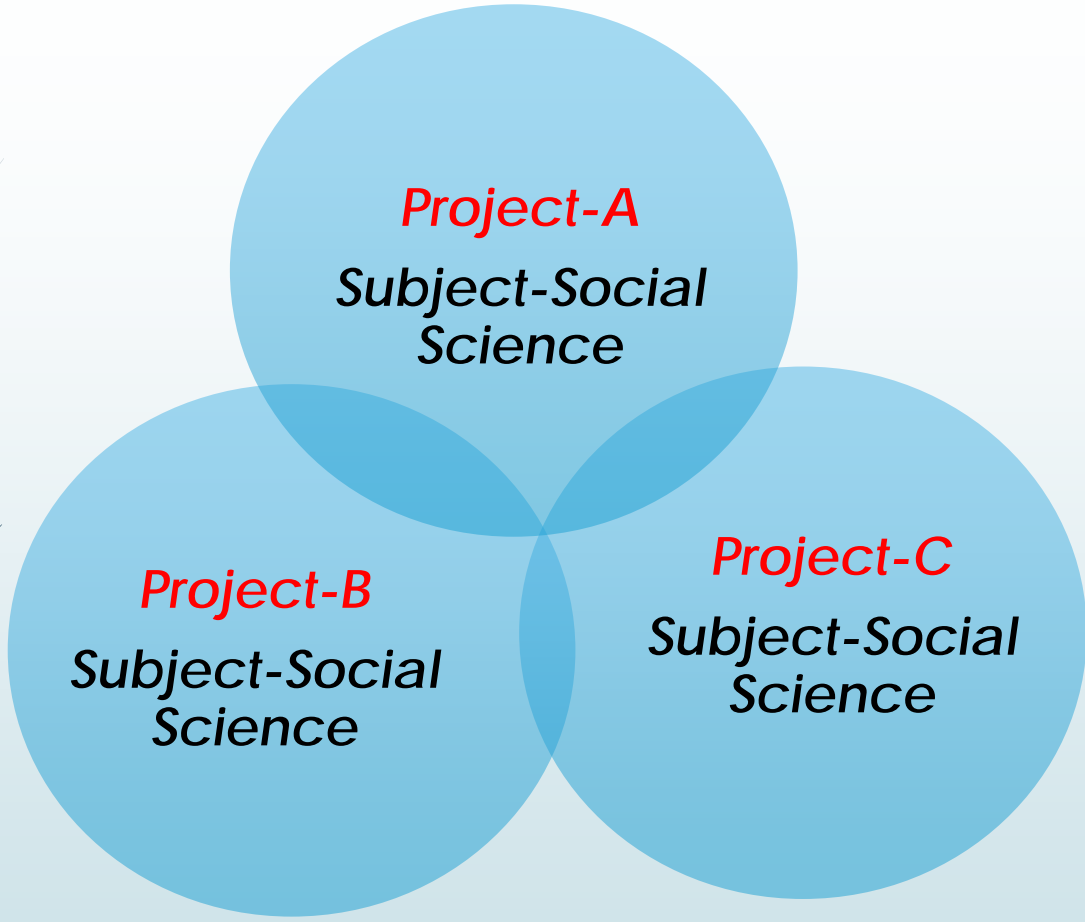 Project-A
Subject-Social
Science
Project-B
Subject-Social
Science
Project-C
Subject-Social
Science